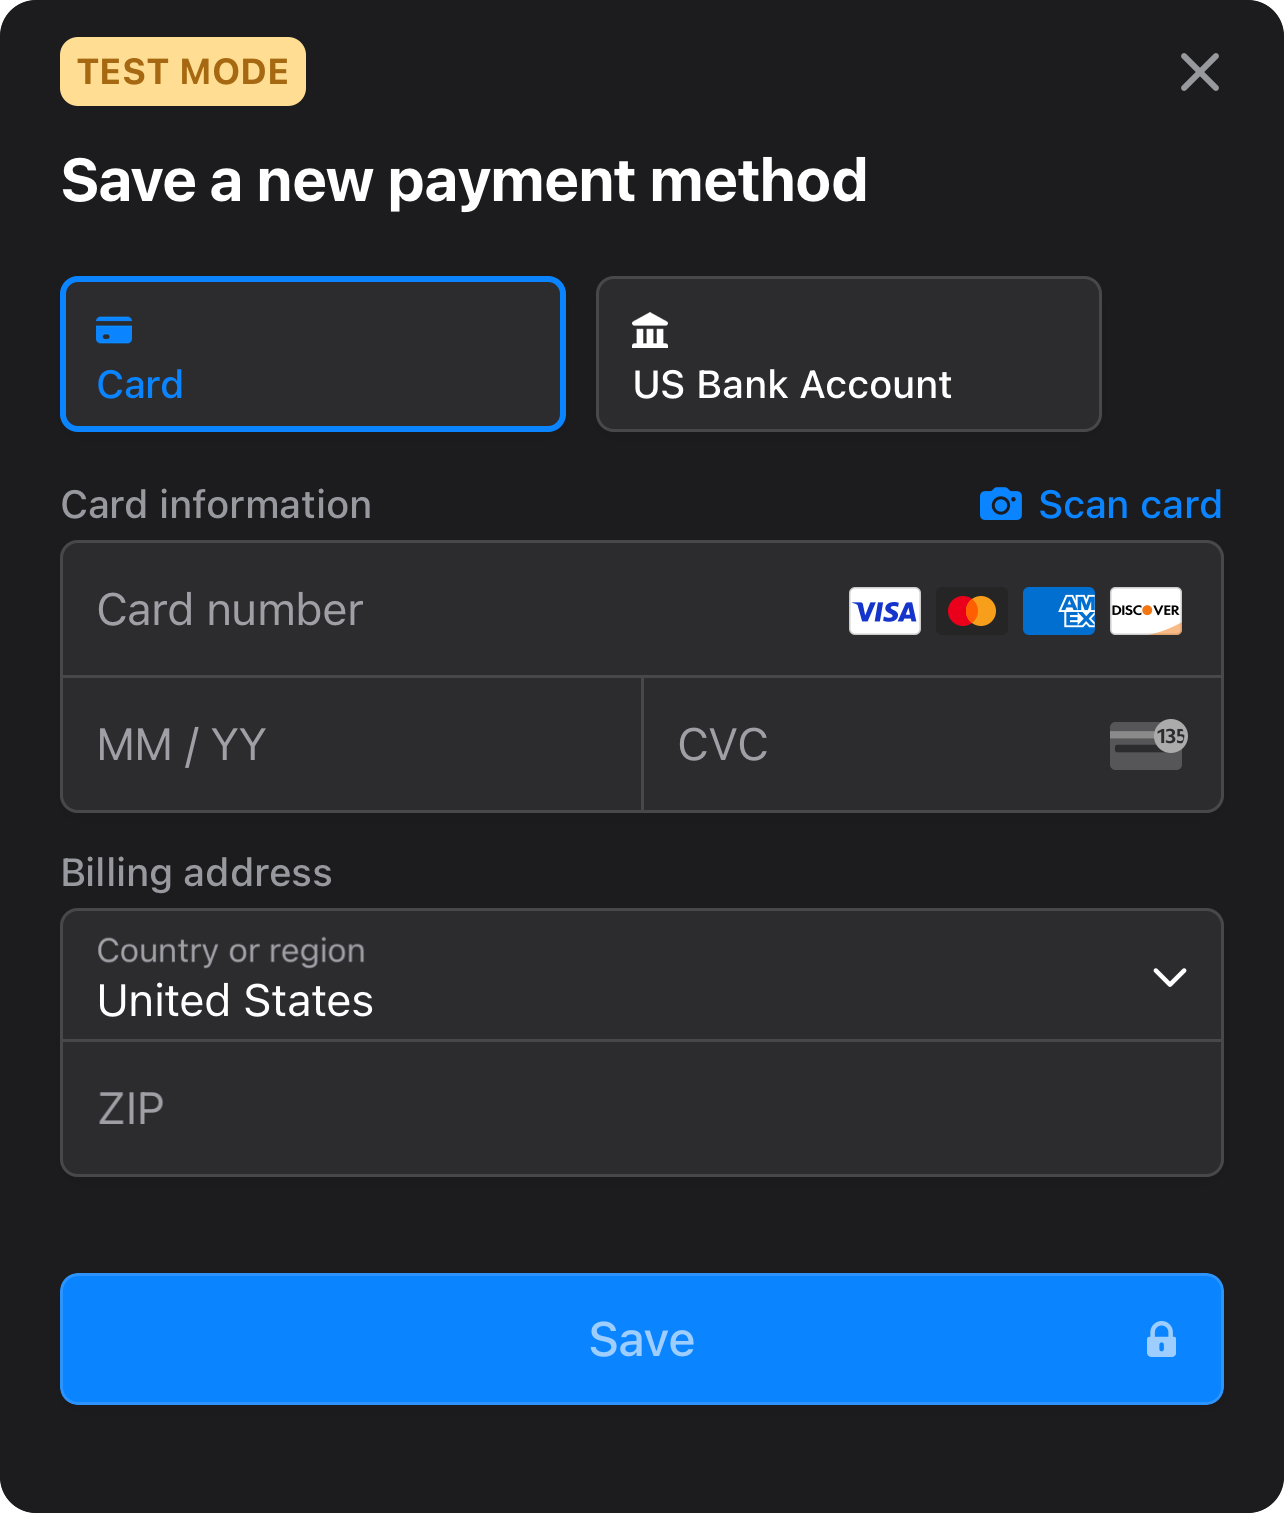 TEST MODE
Save a new payment method
Card
US Bank Account
Card information
Scan card
Card number
VISA
AM
EX
DISCOVER
MM / YY
CVC
135
Billing address
Country or region
United States
ZIP
Save